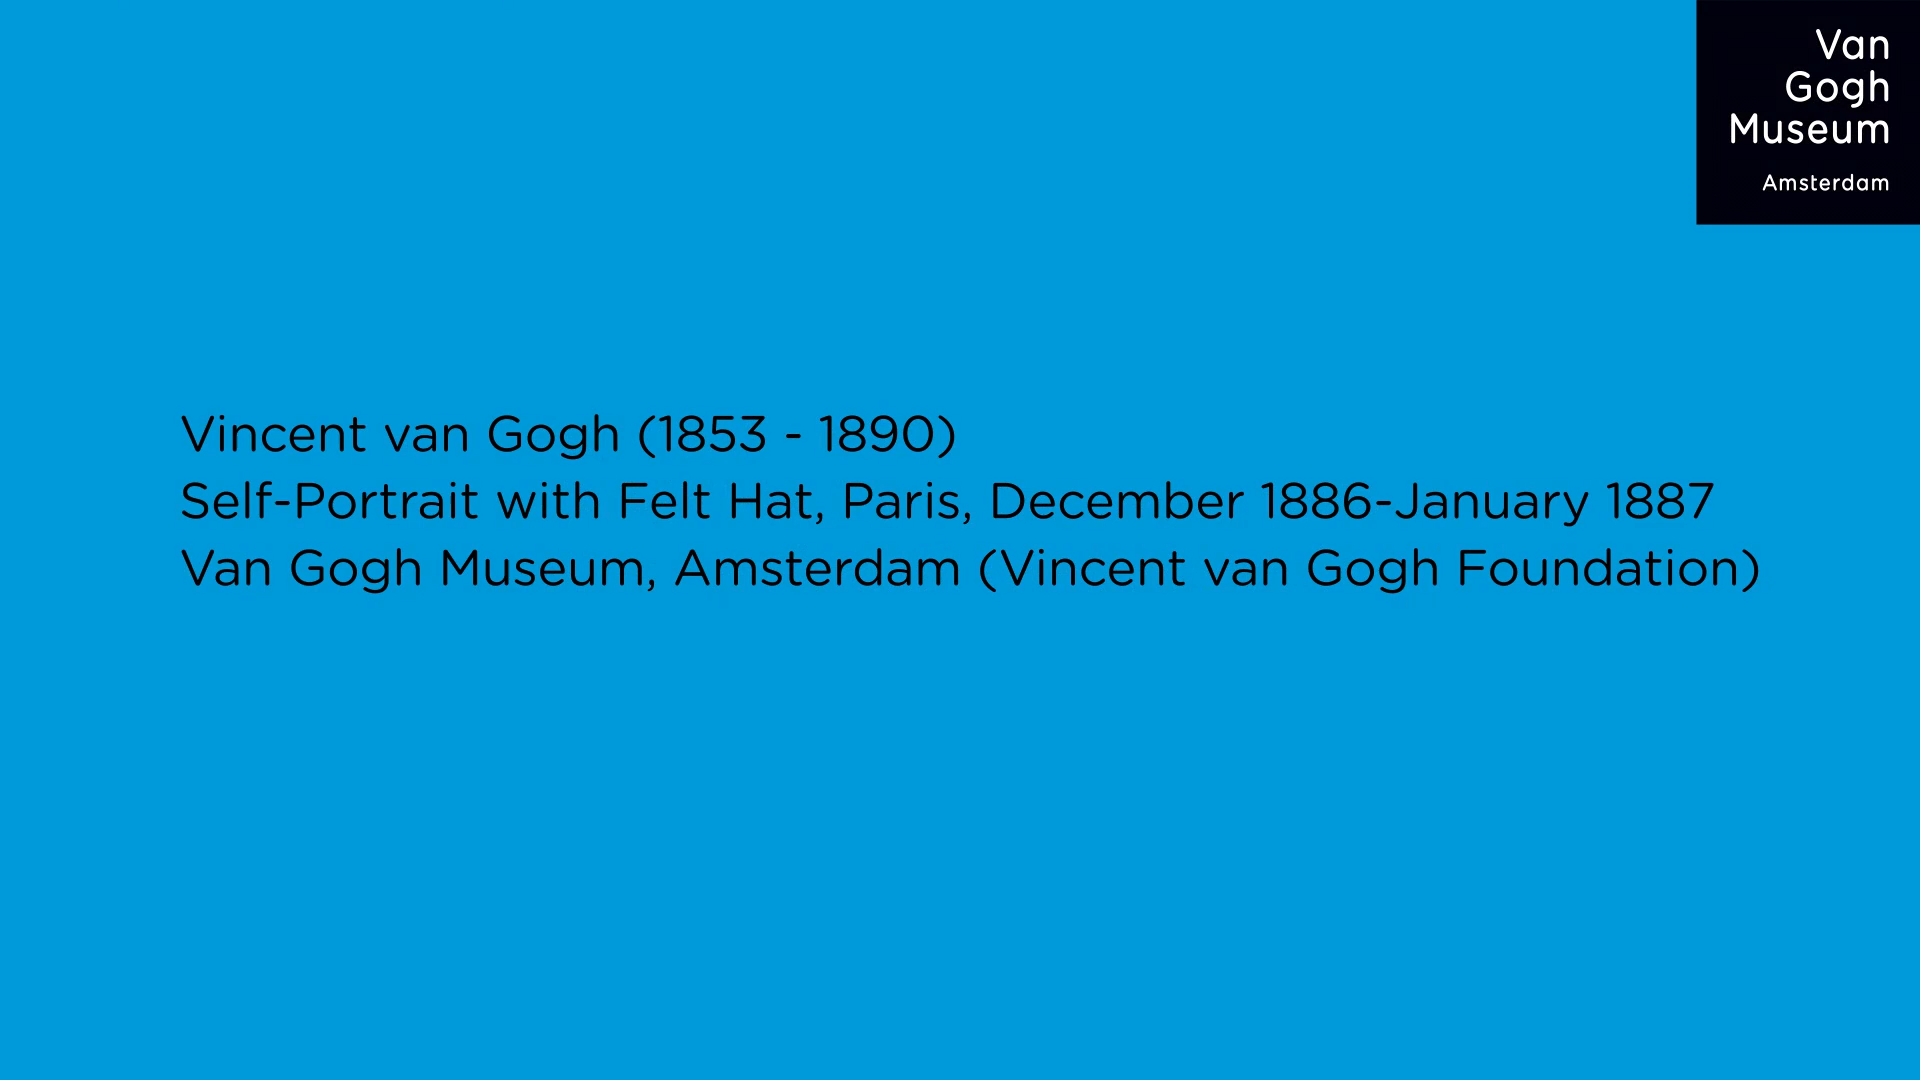 Van
Gogh
Museum
Amsterdam
Vincent van Gogh (1853 - 1890)
Self-Portrait with Felt Hat, Paris, December 1886-January 1887
Van Gogh Museum, Amsterdam (Vincent van Gogh Foundation)